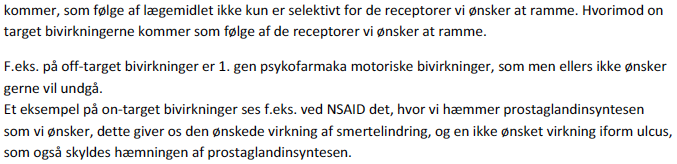 kommer, som følge af lægemidlet ikke kun er selektivt for de receptorer vi ønsker at ramme. Hvorimod on
target bivirkningerne kommer som følge af de receptorer vi ønsker at ramme.
F.eks. på off-target bivirkninger er 1. gen psykofarmaka motoriske bivirkninger, som men ellers ikke ønsker
gerne vil undgå.
Et eksempel på on-target bivirkninger ses f.eks. ved NSAID det, hvor vi hæmmer prostaglandinsyntesen
som vi ønsker, dette giver os den ønskede virkning af smertelindring, og en ikke ønsket virkning iform ulcus,
som også skyldes hæmningen af prostaglandinsyntesen.